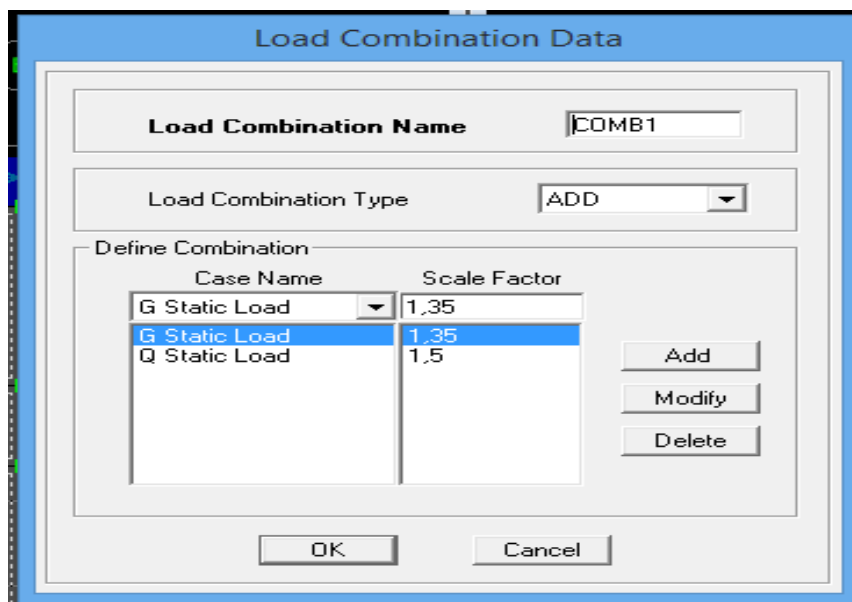 Load Combination Data
Load Combination Name COMB1
Load Combination Type ADD
Define Combination
Case Name Scale Factor
G Static Load 1,35
G Static Load 1,35
Q Static Load 1,5
Add
Modify
Delete
OK Cancel